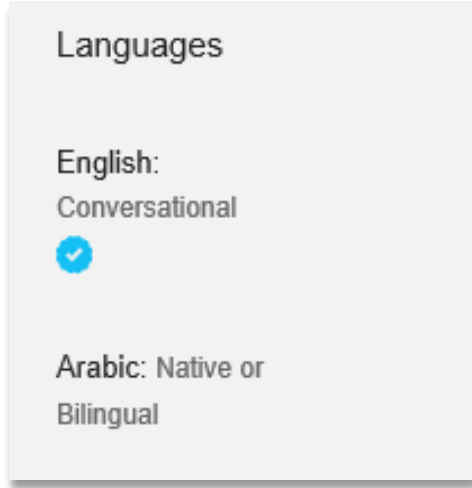 Languages
English:
Conversational
Arabic: Native or
Bilingual